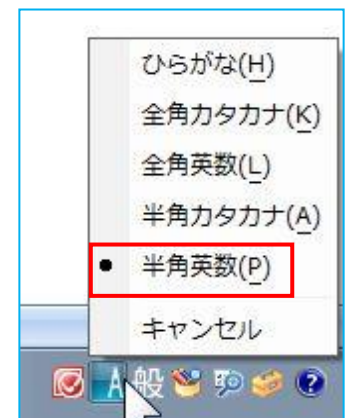 ひらがな(H)
全角カタカナ(K)
全角英数(L)
半角カタカナ(A)
半角英数(P)
キャンセル
A 般